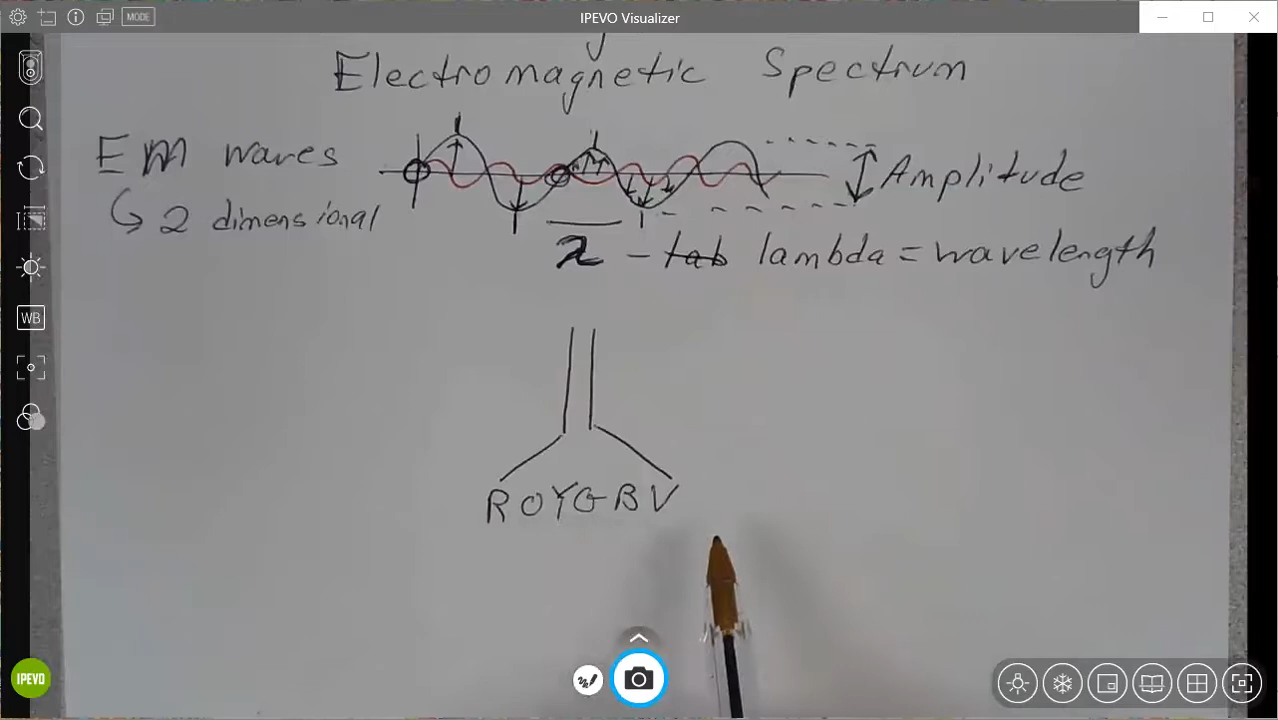 IPEVO Visualizer
MODE
Electromagnetic Spectrum
EM waves
Amplitude
2 dimensional
λ - tab lambda = wavelength
WB
ROYGBV
IPEVO